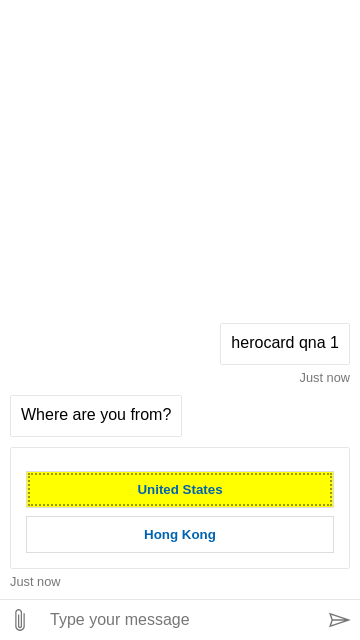 herocard qna 1
Just now
Where are you from?
United States
Hong Kong
Just now
Type your message